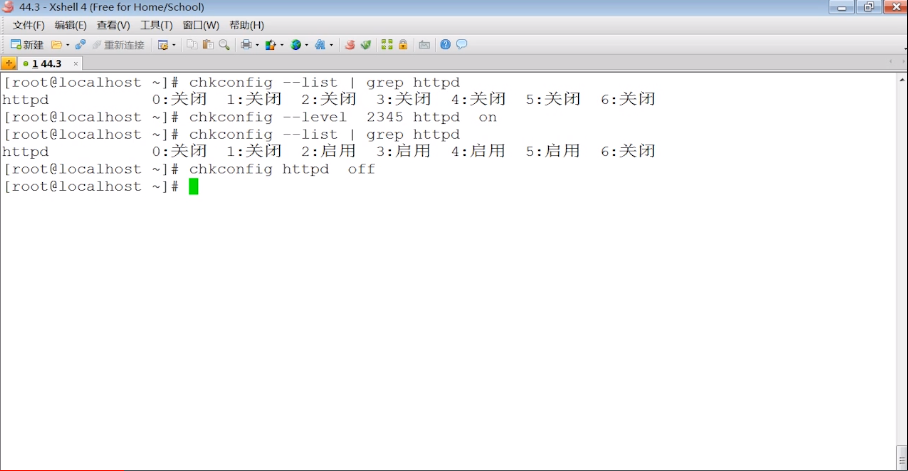 44.3 - Xshell 4 (Free for Home/School)
文件(F) 编辑(E) 查看(V) 工具(T) 窗口(W) 帮助(H)
新建 重新连接
1 44.3
[root@localhost ~]# chkconfig --list | grep httpd
httpd 0:关闭 1:关闭 2:关闭 3:关闭 4:关闭 5:关闭 6:关闭
[root@localhost ~]# chkconfig --level 2345 httpd on
[root@localhost ~]# chkconfig --list | grep httpd
httpd 0:关闭 1:关闭 2:启用 3:启用 4:启用 5:启用 6:关闭
[root@localhost ~]# chkconfig httpd off
[root@localhost ~]#